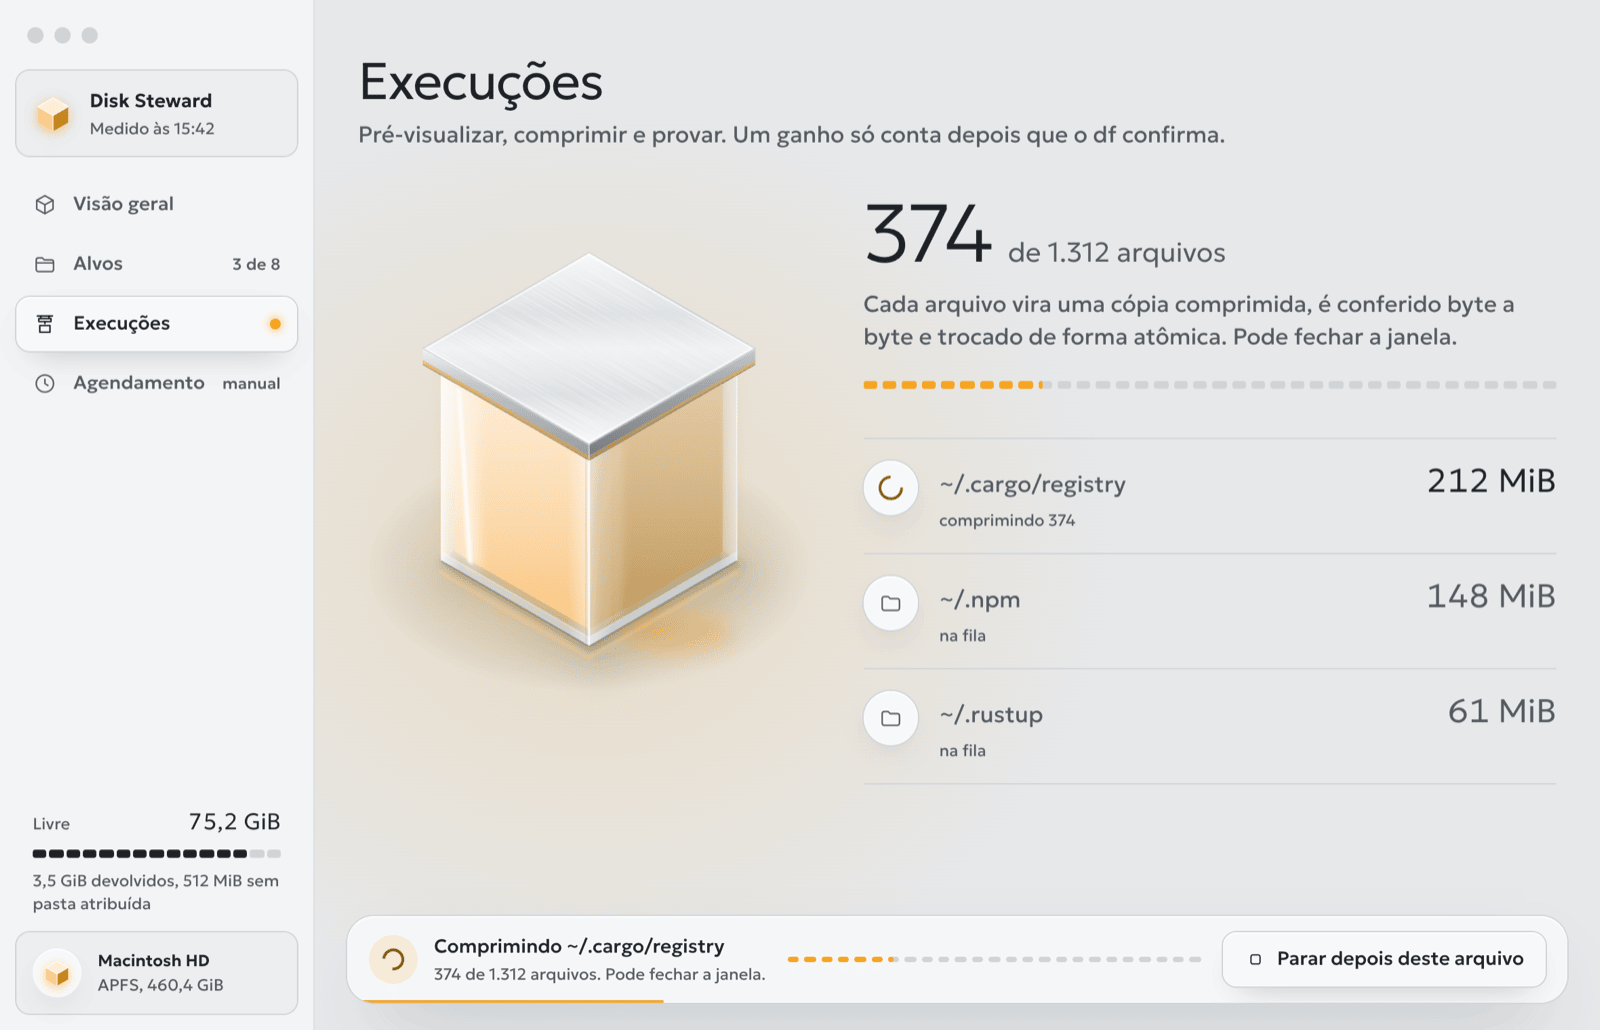 Disk Steward
Medido às 15:42
Visão geral
Alvos 3 de 8
Execuções
Agendamento manual
Livre 75,2 GiB
3,5 GiB devolvidos, 512 MiB sem
pasta atribuída
Macintosh HD
APFS, 460,4 GiB
Execuções
Pré-visualizar, comprimir e provar. Um ganho só conta depois que o df confirma.
374 de 1.312 arquivos
Cada arquivo vira uma cópia comprimida, é conferido byte a
byte e trocado de forma atômica. Pode fechar a janela.
~/.cargo/registry 212 MiB
comprimindo 374
~/.npm 148 MiB
na fila
~/.rustup 61 MiB
na fila
Comprimindo ~/.cargo/registry
374 de 1.312 arquivos. Pode fechar a janela.
Parar depois deste arquivo